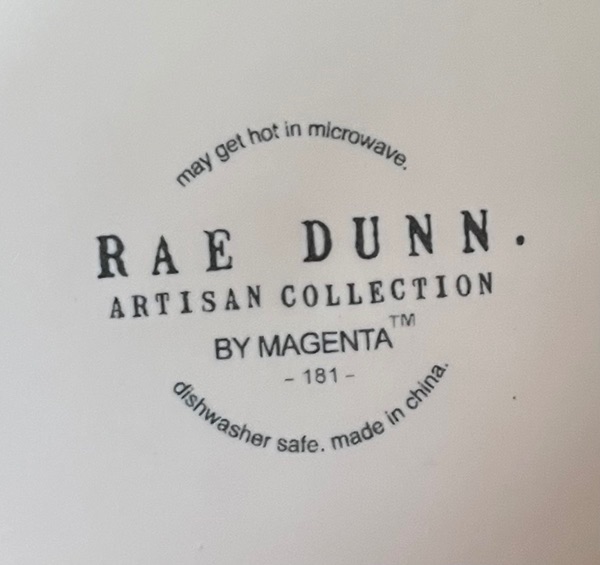 may get hot in microwave.
RAE DUNN.
ARTISAN COLLECTION
BY MAGENTA™
- 181 -
dishwasher safe. made in china.